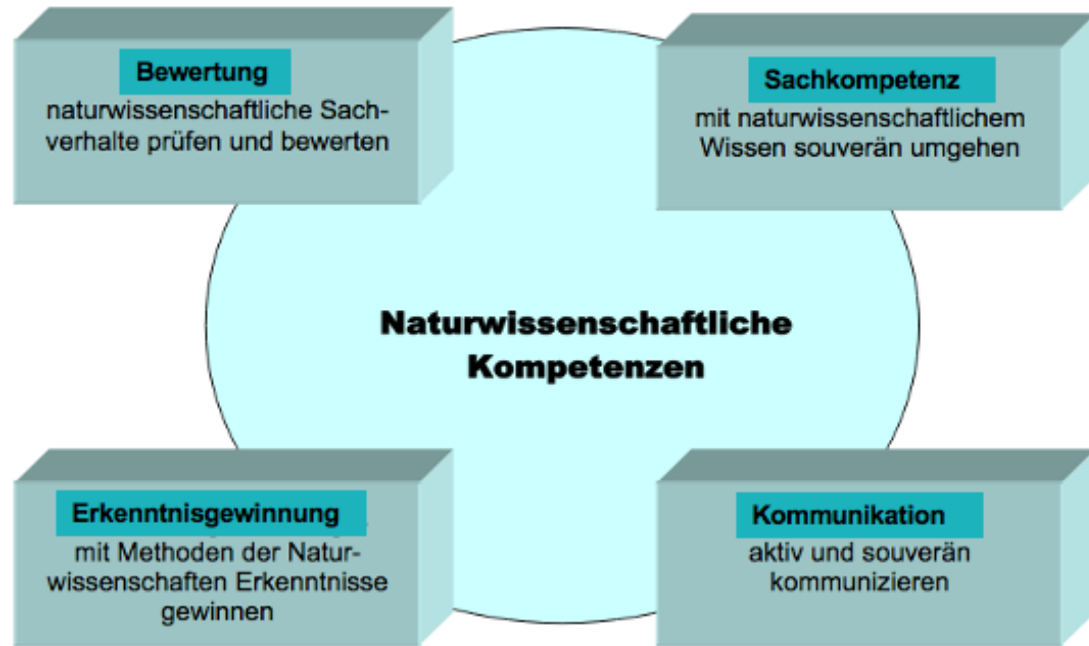 Bewertung
naturwissenschaftliche Sach-
verhalte prüfen und bewerten
Sachkompetenz
mit naturwissenschaftlichem
Wissen souverän umgehen
Naturwissenschaftliche
Kompetenzen
Erkenntnisgewinnung
mit Methoden der Natur-
wissenschaften Erkenntnisse
gewinnen
Kommunikation
aktiv und souverän
kommunizieren